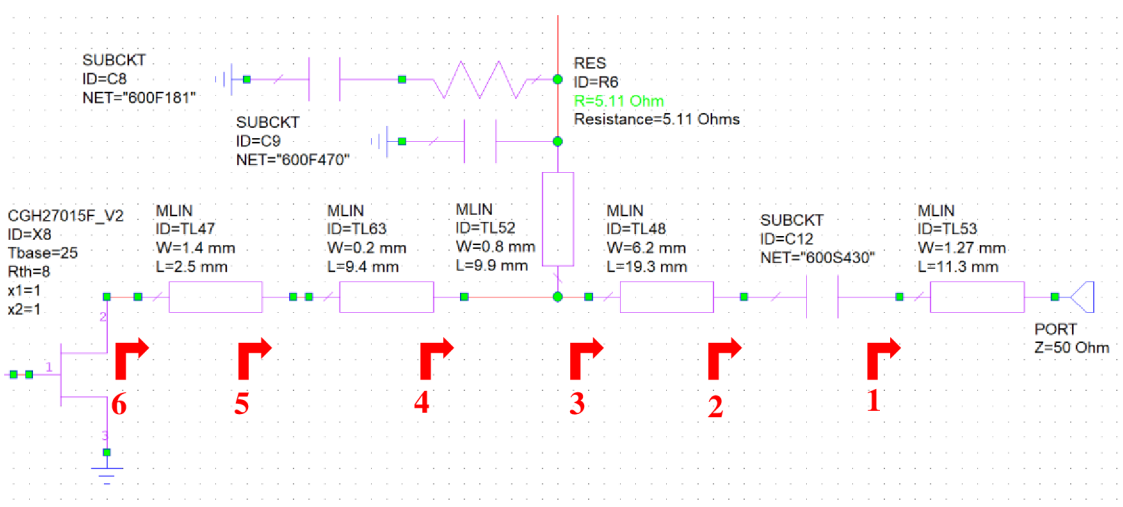 SUBCKT
ID=C8
NET="600F181"
RES
ID=R6
R=5.11 Ohm
Resistance=5.11 Ohms
SUBCKT
ID=C9
NET="600F470"
CGH27015F_V2
ID=X8
Tbase=25
Rth=8
x1=1
x2=1
MLIN
ID=TL47
W=1.4 mm
L=2.5 mm
MLIN
ID=TL63
W=0.2 mm
L=9.4 mm
MLIN
ID=TL52
W=0.8 mm
L=9.9 mm
MLIN
ID=TL48
W=6.2 mm
L=19.3 mm
SUBCKT
ID=C12
NET="600S430"
MLIN
ID=TL53
W=1.27 mm
L=11.3 mm
PORT
Z=50 Ohm
2
1
3
6
5
4
3
2
1